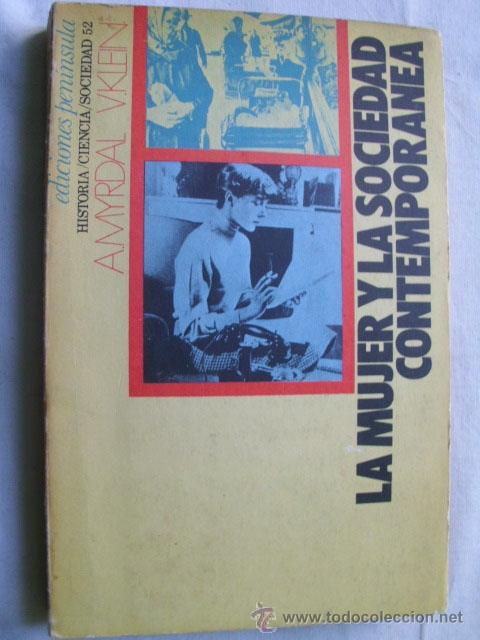 ediciones península
HISTORIA/CIENCIA/SOCIEDAD 52
A.MYRDAL V.KLEIN
LA MUJER Y LA SOCIEDAD
CONTEMPORANEA
www.todocoleccion.net